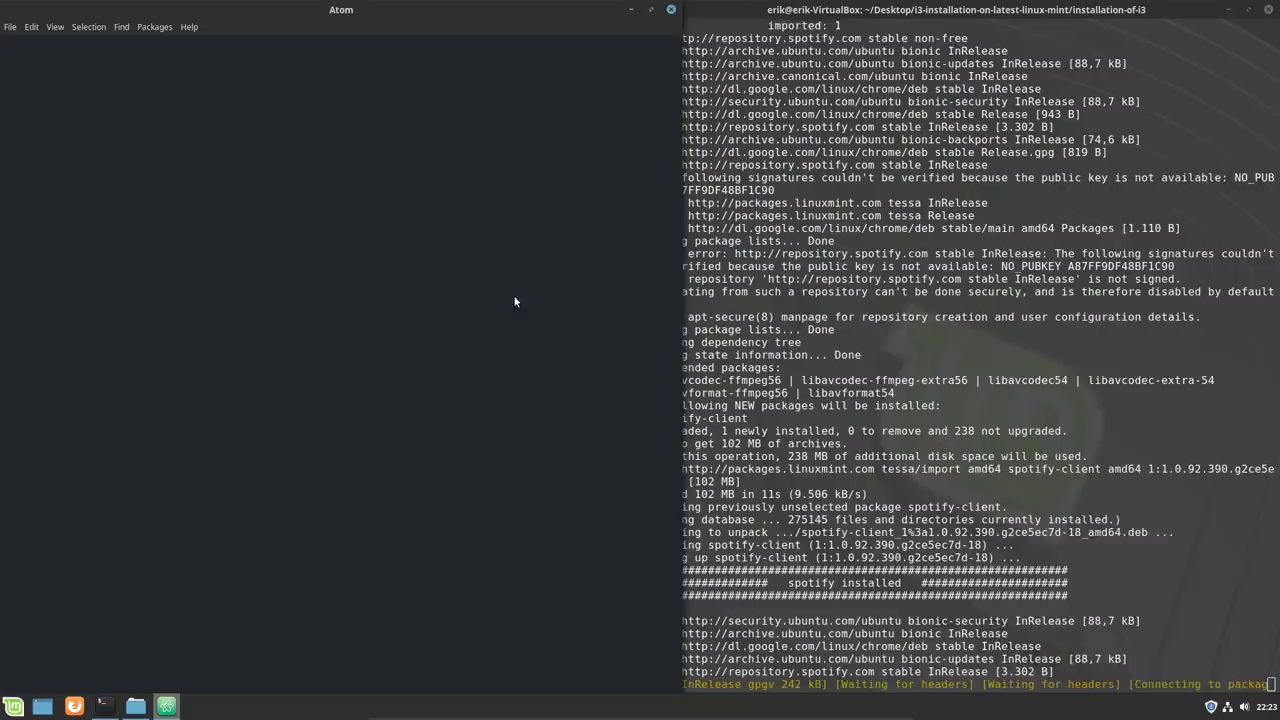 Atom
File Edit View Selection Find Packages Help
erik@erik-VirtualBox: ~/Desktop/i3-installation-on-latest-linux-mint/installation-of-i3
imported: 1
tp://repository.spotify.com stable non-free
http://archive.ubuntu.com/ubuntu bionic InRelease
http://archive.ubuntu.com/ubuntu bionic-updates InRelease [88,7 kB]
http://archive.canonical.com/ubuntu bionic InRelease
http://dl.google.com/linux/chrome/deb stable InRelease
http://security.ubuntu.com/ubuntu bionic-security InRelease [88,7 kB]
http://dl.google.com/linux/chrome/deb stable Release [943 B]
http://repository.spotify.com stable InRelease [3.302 B]
http://archive.ubuntu.com/ubuntu bionic-backports InRelease [74,6 kB]
http://dl.google.com/linux/chrome/deb stable Release.gpg [819 B]
http://repository.spotify.com stable InRelease
following signatures couldn't be verified because the public key is not available: NO_PUB
7FF9DF48BF1C90
http://packages.linuxmint.com tessa InRelease
http://packages.linuxmint.com tessa Release
http://dl.google.com/linux/chrome/deb stable/main amd64 Packages [1.110 B]
g package lists... Done
error: http://repository.spotify.com stable InRelease: The following signatures couldn't
rified because the public key is not available: NO_PUBKEY A87FF9DF48BF1C90
repository 'http://repository.spotify.com stable InRelease' is not signed.
ating from such a repository can't be done securely, and is therefore disabled by default
apt-secure(8) manpage for repository creation and user configuration details.
g package lists... Done
ng dependency tree
g state information... Done
ended packages:
vcodec-ffmpeg56 | libavcodec-ffmpeg-extra56 | libavcodec54 | libavcodec-extra-54
vformat-ffmpeg56 | libavformat54
llowing NEW packages will be installed:
ify-client
aded, 1 newly installed, 0 to remove and 238 not upgraded.
o get 102 MB of archives.
this operation, 238 MB of additional disk space will be used.
http://packages.linuxmint.com tessa/import amd64 spotify-client amd64 1:1.0.92.390.g2ce5e
[102 MB]
d 102 MB in 11s (9.506 kB/s)
ing previously unselected package spotify-client.
ng database ... 275145 files and directories currently installed.)
ing to unpack .../spotify-client_1%3a1.0.92.390.g2ce5ec7d-18_amd64.deb ...
ing spotify-client (1:1.0.92.390.g2ce5ec7d-18) ...
g up spotify-client (1:1.0.92.390.g2ce5ec7d-18) ...
##########################################################
############# spotify installed ######################
##########################################################
http://security.ubuntu.com/ubuntu bionic-security InRelease [88,7 kB]
http://archive.ubuntu.com/ubuntu bionic InRelease
http://dl.google.com/linux/chrome/deb stable InRelease
http://archive.ubuntu.com/ubuntu bionic-updates InRelease [88,7 kB]
http://repository.spotify.com stable InRelease [3.302 B]
InRelease gpgv 242 kB] [Waiting for headers] [Waiting for headers] [Connecting to packag
22:23